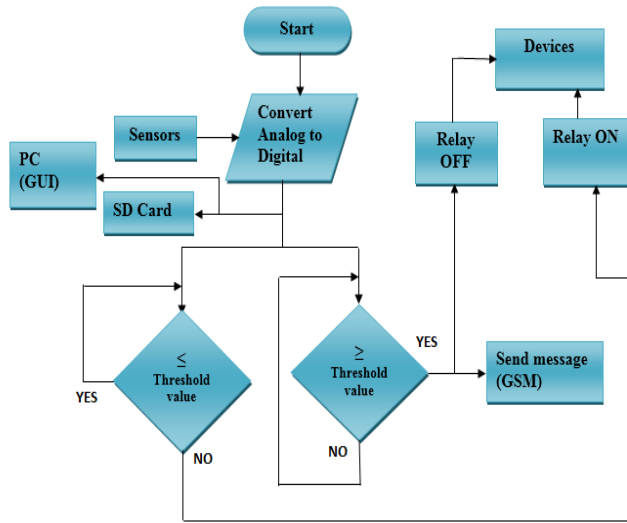 Start
Devices
Convert
Analog to
Digital
Sensors
Relay
OFF
Relay ON
PC
(GUI)
SD Card
≤
Threshold
value
YES
NO
≥
Threshold
value
YES
NO
Send message
(GSM)